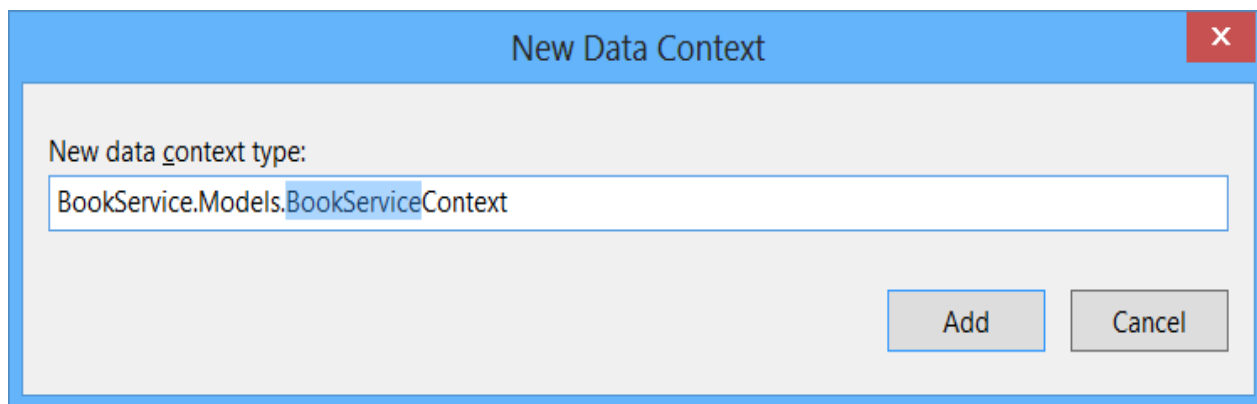 New Data Context
x
New data context type:
BookService.Models.BookServiceContext
Add Cancel